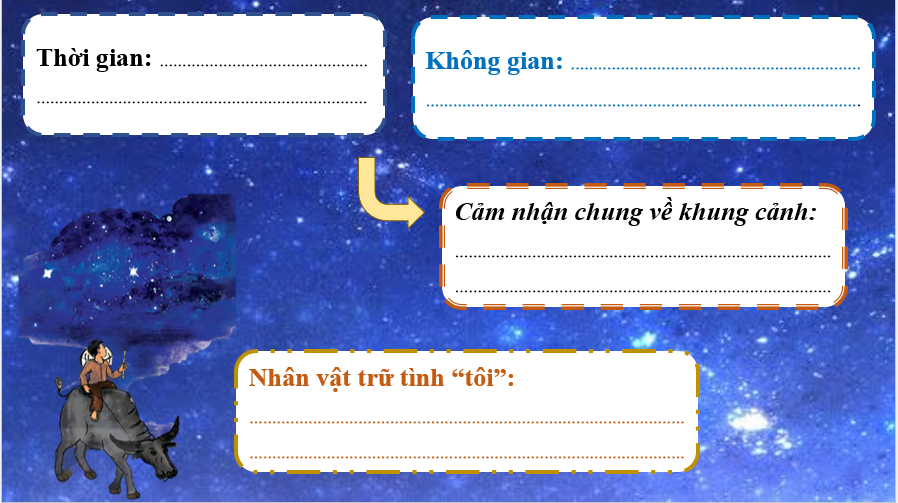 Thời gian: ......................................................
.....................................................................................
Không gian: ...........................................................................
................................................................................................................
Cảm nhận chung về khung cảnh:
.................................................................................................
.................................................................................................
Nhân vật trữ tình “tôi”:
................................................................................................................
................................................................................................................